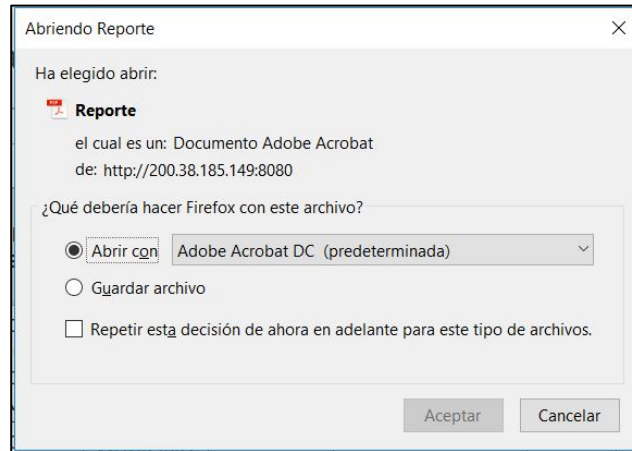 Abriendo Reporte
Ha elegido abrir:
PDF
Reporte
el cual es un: Documento Adobe Acrobat
de: http://200.38.185.149:8080
¿Qué debería hacer Firefox con este archivo?
Abrir con Adobe Acrobat DC (predeterminada)
Guardar archivo
Repetir esta decisión de ahora en adelante para este tipo de archivos.
Aceptar Cancelar